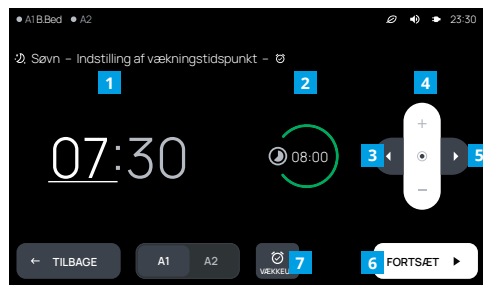 A1 B.Bed A2 23:30
Søvn – Indstilling af vækningstidspunkt –
1 2 4
07:30 08:00 3 + – 5
← TILBAGE A1 A2 7 6 FORTSÆT